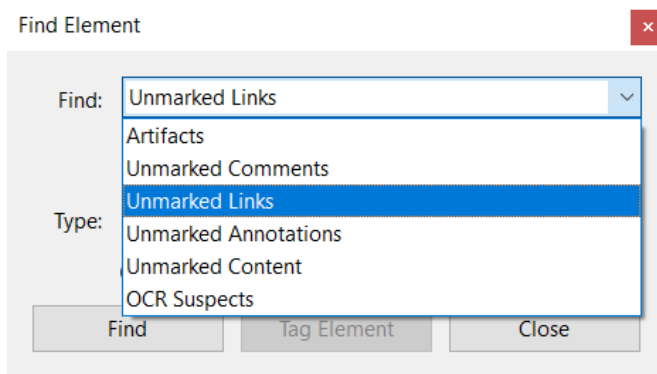 Find Element
Find: Unmarked Links
Artifacts
Unmarked Comments
Unmarked Links
Type:
Unmarked Annotations
Unmarked Content
OCR Suspects
Find Tag Element Close